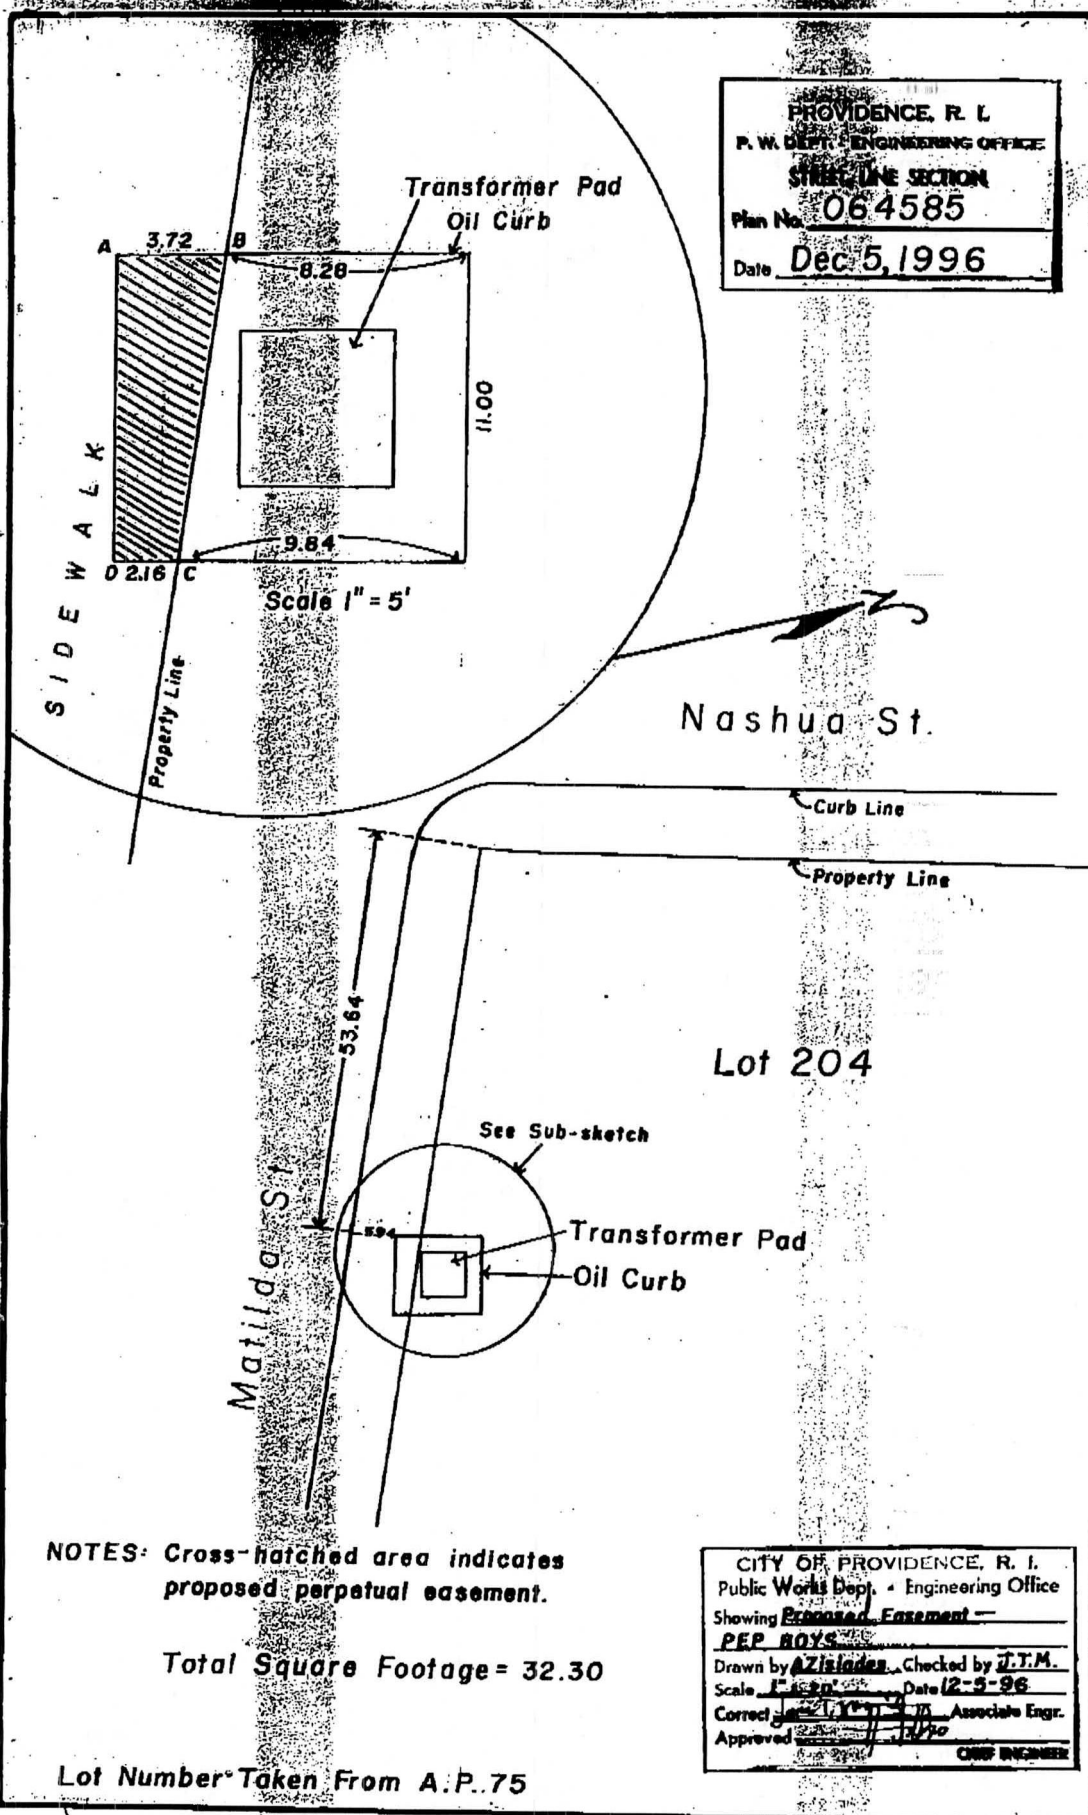 PROVIDENCE, R. I.
P. W. DEPT. - ENGINEERING OFFICE
STREET LINE SECTION
Plan No. 064585
Date Dec. 5, 1996
Transformer Pad
Oil Curb
A 3.72 B
8.28
11.00
SIDEWALK
9.84
D 2.16 C
Scale 1" = 5'
Property Line
N
Nashua St.
Curb Line
Property Line
53.64
Lot 204
See Sub-sketch
Matilda St.
5.94
Transformer Pad
Oil Curb
NOTES: Cross-hatched area indicates
proposed perpetual easement.
Total Square Footage = 32.30
Lot Number Taken From A.P. 75
CITY OF PROVIDENCE, R. I.
Public Works Dept. - Engineering Office
Showing Proposed Easement —
PEP BOYS
Drawn by Checked by J.T.M.
Scale Date 12-5-96
Correct Associate Engr.
Approved
CHIEF ENGINEER